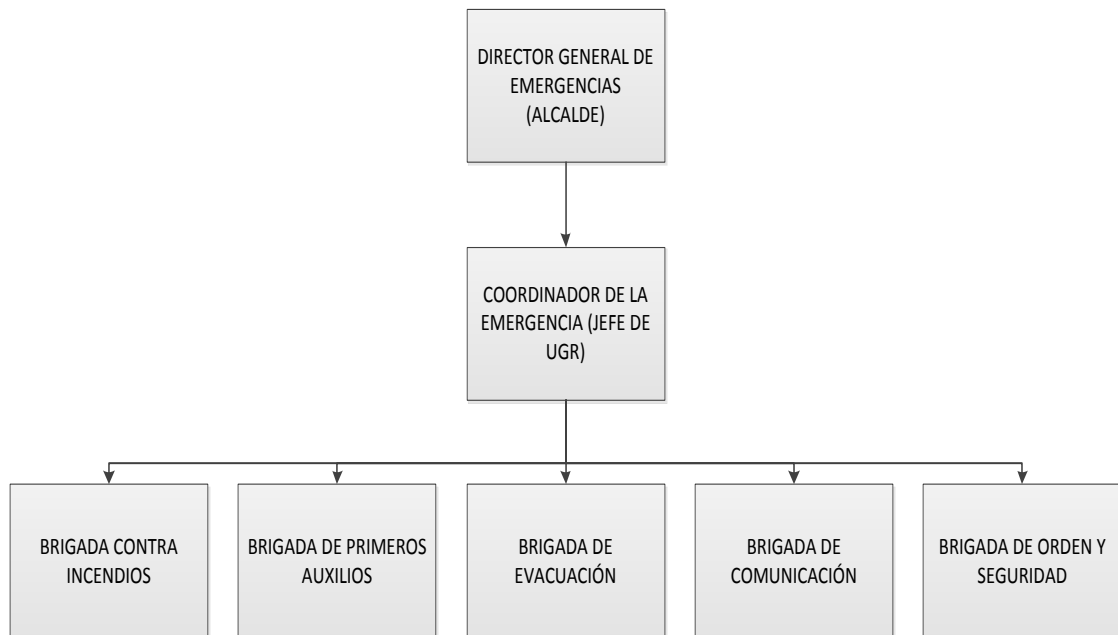 DIRECTOR GENERAL DE
EMERGENCIAS
(ALCALDE)
COORDINADOR DE LA
EMERGENCIA (JEFE DE
UGR)
BRIGADA CONTRA
INCENDIOS
BRIGADA DE PRIMEROS
AUXILIOS
BRIGADA DE
EVACUACIÓN
BRIGADA DE
COMUNICACIÓN
BRIGADA DE ORDEN Y
SEGURIDAD